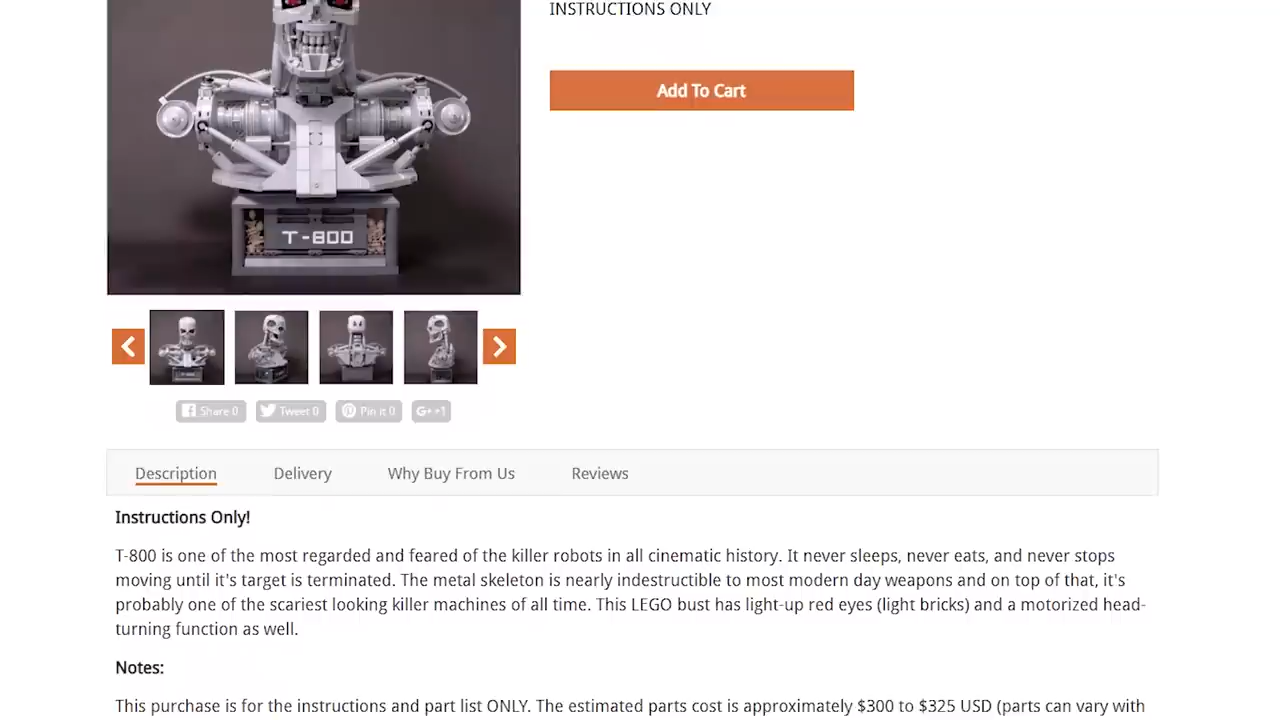 INSTRUCTIONS ONLY
Add To Cart
T-800
Share 0 Tweet 0 Pin it 0 G+ +1
Description Delivery Why Buy From Us Reviews
Instructions Only!
T-800 is one of the most regarded and feared of the killer robots in all cinematic history. It never sleeps, never eats, and never stops
moving until it's target is terminated. The metal skeleton is nearly indestructible to most modern day weapons and on top of that, it's
probably one of the scariest looking killer machines of all time. This LEGO bust has light-up red eyes (light bricks) and a motorized head-
turning function as well.
Notes:
This purchase is for the instructions and part list ONLY. The estimated parts cost is approximately $300 to $325 USD (parts can vary with